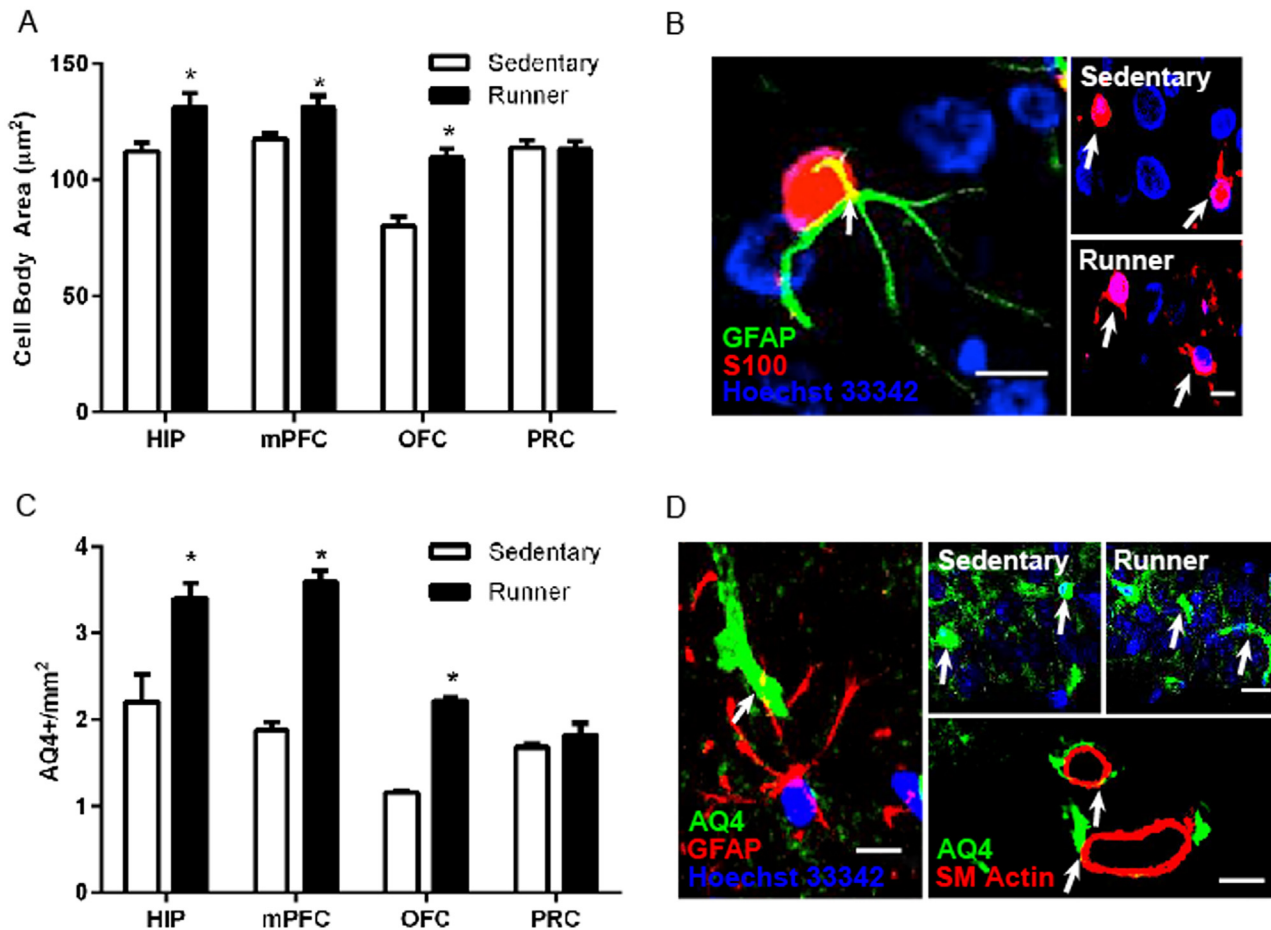 A
150
100
50
0
Cell Body Area (μm²)
Sedentary
Runner
*
*
*
HIP
mPFC
OFC
PRC
B
GFAP
S100
Hoechst 33342
Sedentary
Runner
C
4
3
2
1
0
AQ4+/mm²
Sedentary
Runner
*
*
*
HIP
mPFC
OFC
PRC
D
AQ4
GFAP
Hoechst 33342
Sedentary
Runner
AQ4
SM Actin